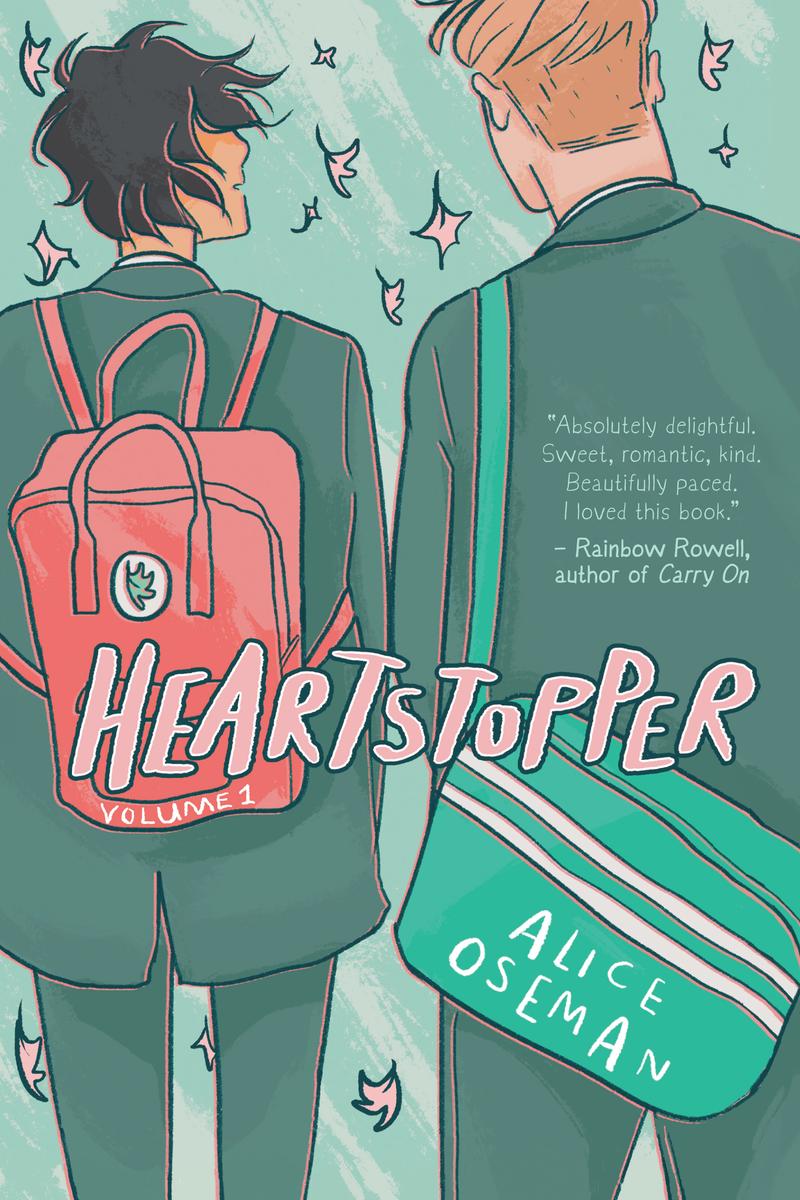 “Absolutely delightful.
Sweet, romantic, kind.
Beautifully paced.
I loved this book.”
– Rainbow Rowell,
author of Carry On
HEARTSTOPPER
VOLUME 1
ALICE
OSEMAN